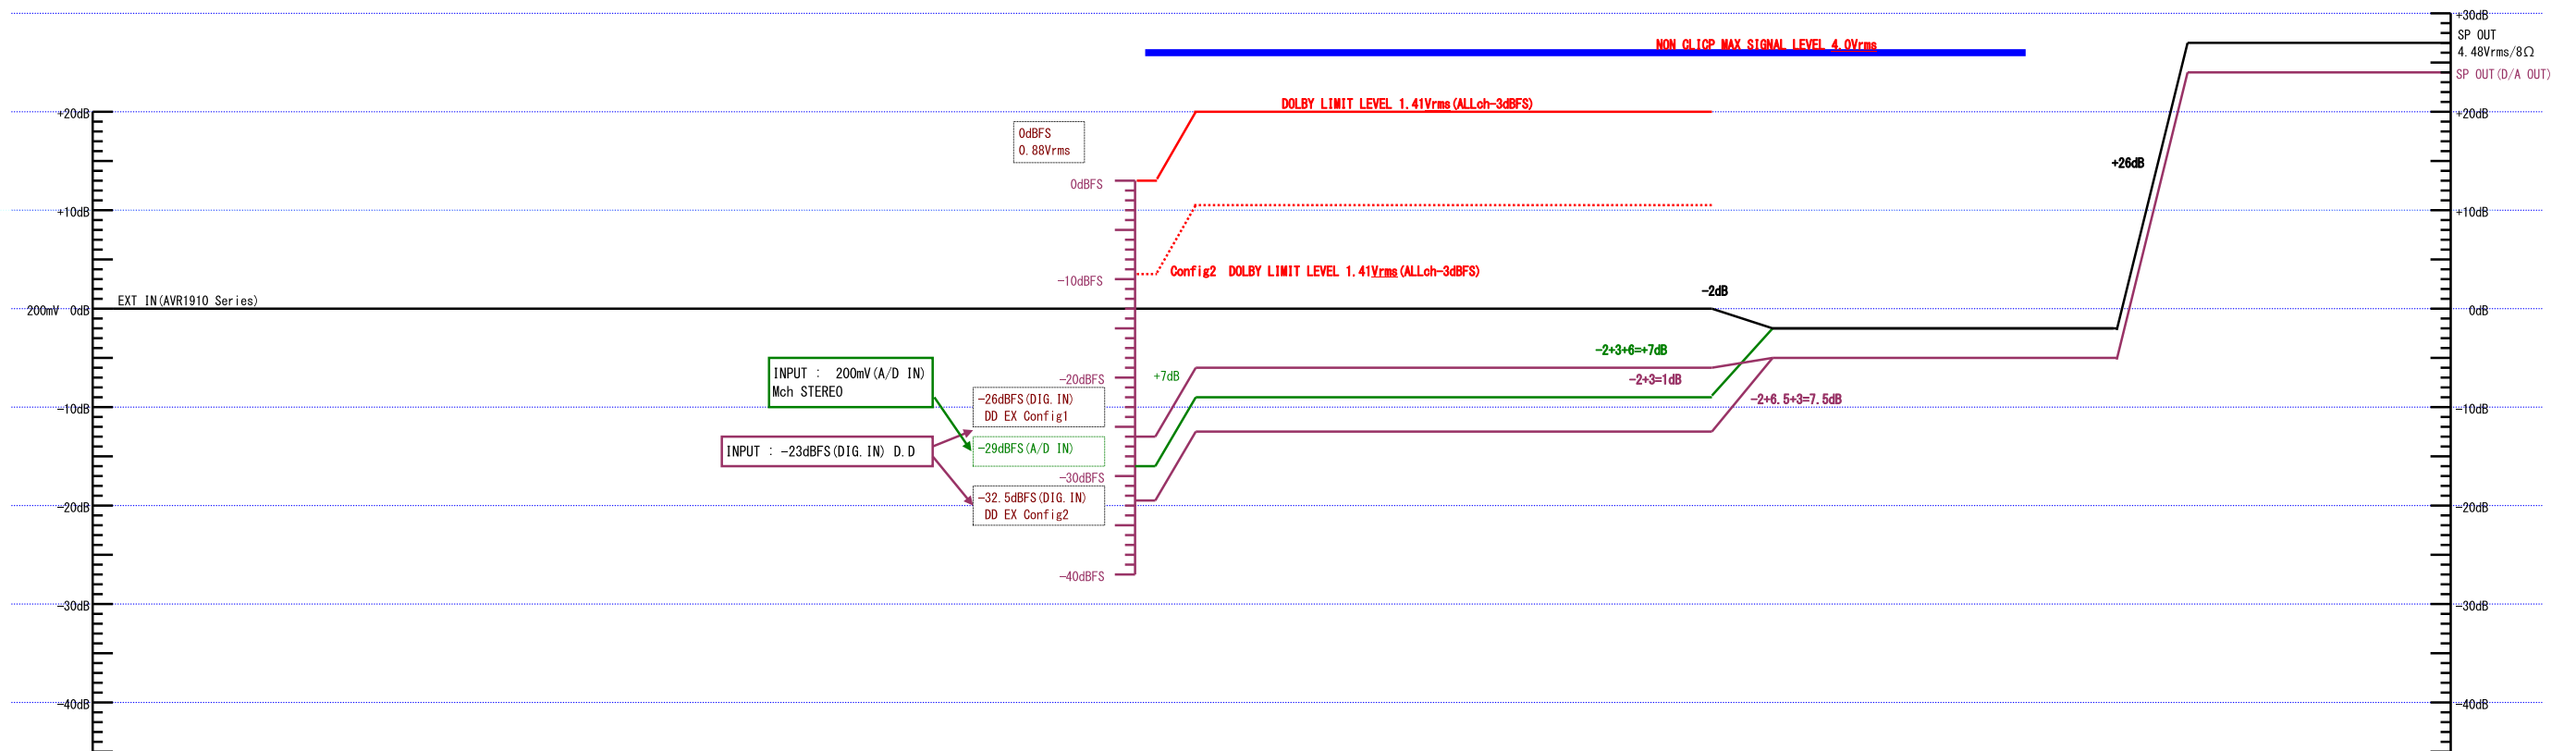 +30dB
SP OUT
4.48Vrms/8Ω
SP OUT(D/A OUT)
NON CLICP MAX SIGNAL LEVEL 4.0Vrms
DOLBY LIMIT LEVEL 1.41Vrms(ALLch-3dBFS)
+20dB
+20dB
0dBFS
0.88Vrms
+26dB
0dBFS
+10dB
+10dB
Config2 DOLBY LIMIT LEVEL 1.41Vrms(ALLch-3dBFS)
-10dBFS
-2dB
EXT IN(AVR1910 Series)
200mV 0dB
0dB
-2+3+6=+7dB
INPUT : 200mV(A/D IN)
Mch STEREO
-20dBFS
+7dB
-2+3=1dB
-26dBFS(DIG.IN)
DD EX Config1
-2+6.5+3=7.5dB
-10dB
-10dB
INPUT : -23dBFS(DIG.IN) D.D
-29dBFS(A/D IN)
-30dBFS
-32.5dBFS(DIG.IN)
DD EX Config2
-20dB
-20dB
-40dBFS
-30dB
-30dB
-40dB
-40dB